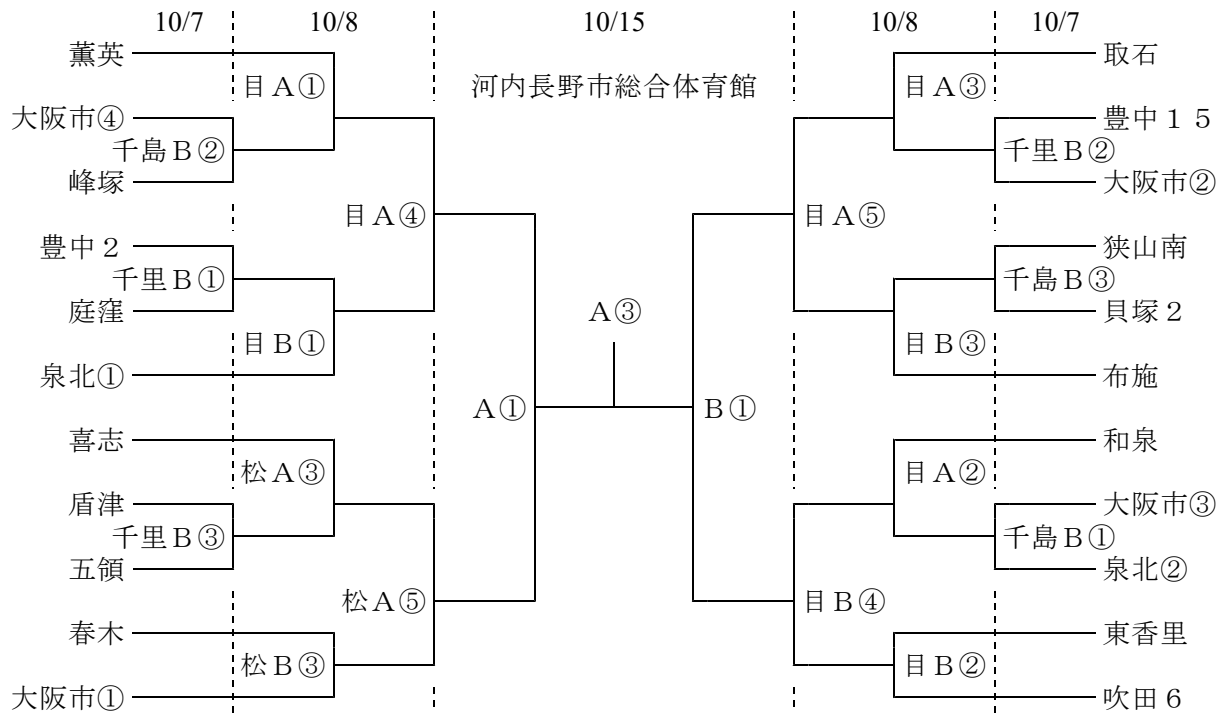 10/7 10/8 10/15 10/8 10/7
薫英 取石
目Ａ① 河内長野市総合体育館 目Ａ③
大阪市④ 豊中１５
千島Ｂ② 千里Ｂ②
峰塚 大阪市②
目Ａ④ 目Ａ⑤
豊中２ 狭山南
千里Ｂ① 千島Ｂ③
庭窪 Ａ③ 貝塚２
目Ｂ① 目Ｂ③
泉北① 布施
Ａ① Ｂ①
喜志 和泉
松Ａ③ 目Ａ②
盾津 大阪市③
千里Ｂ③ 千島Ｂ①
五領 泉北②
松Ａ⑤ 目Ｂ④
春木 東香里
松Ｂ③ 目Ｂ②
大阪市① 吹田６